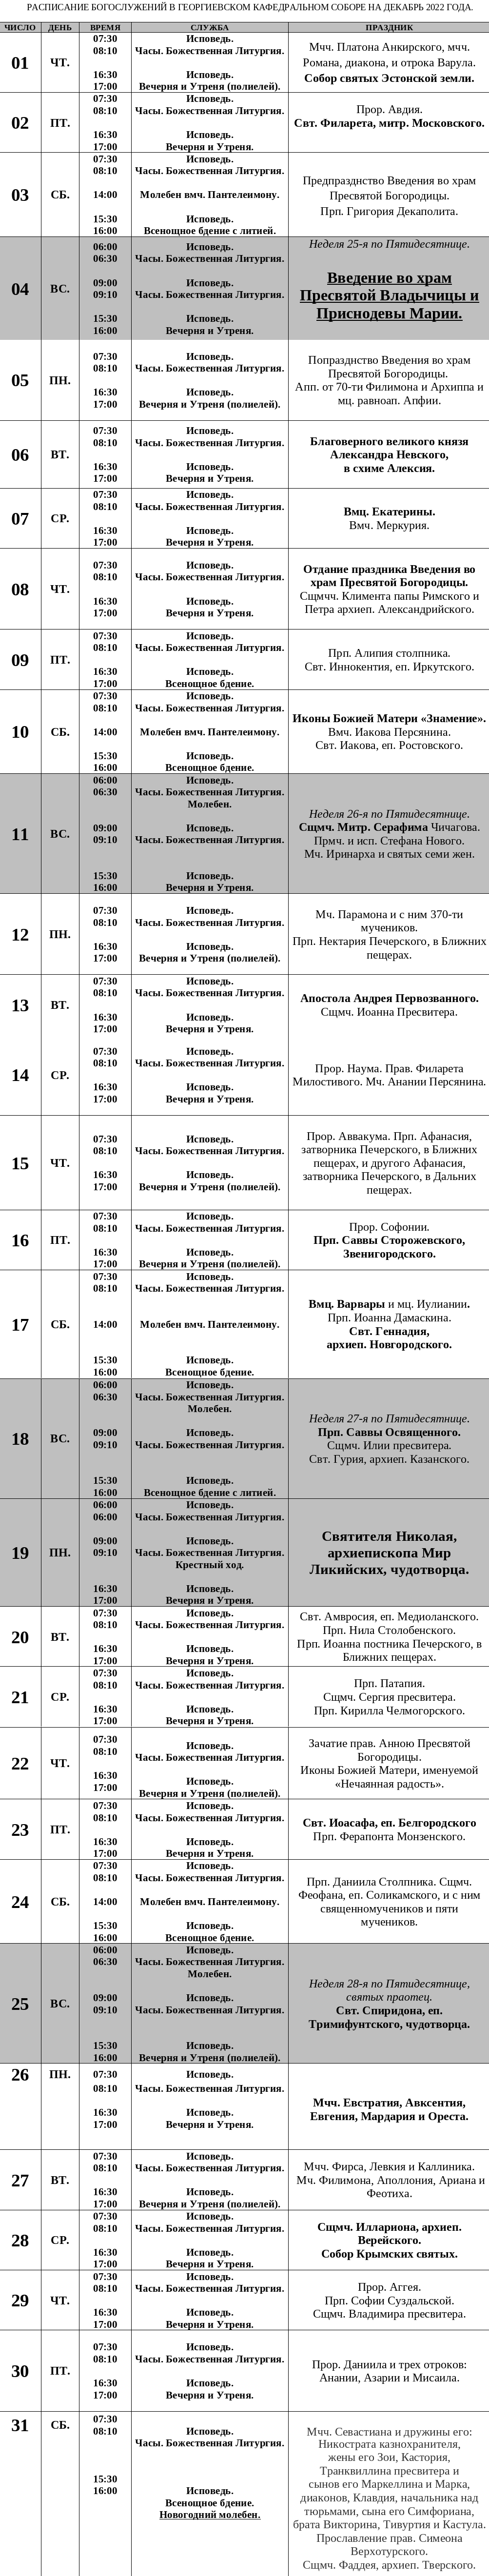 РАСПИСАНИЕ БОГОСЛУЖЕНИЙ В ГЕОРГИЕВСКОМ КАФЕДРАЛЬНОМ СОБОРЕ НА ДЕКАБРЬ 2022 ГОДА.
ЧИСЛО ДЕНЬ ВРЕМЯ СЛУЖБА ПРАЗДНИК
01 ЧТ.
07:30 Исповедь.
08:10 Часы. Божественная Литургия.
16:30 Исповедь.
17:00 Вечерня и Утреня (полиелей).
Мчч. Платона Анкирского, мчч.
Романа, диакона, и отрока Варула.
Собор святых Эстонской земли.
02 ПТ.
07:30 Исповедь.
08:10 Часы. Божественная Литургия.
16:30 Исповедь.
17:00 Вечерня и Утреня.
Прор. Авдия.
Свт. Филарета, митр. Московского.
03 СБ.
07:30 Исповедь.
08:10 Часы. Божественная Литургия.
14:00 Молебен вмч. Пантелеимону.
15:30 Исповедь.
16:00 Всенощное бдение с литией.
Предпразднство Введения во храм
Пресвятой Богородицы.
Прп. Григория Декаполита.
04 ВС.
06:00 Исповедь.
06:30 Часы. Божественная Литургия.
09:00 Исповедь.
09:10 Часы. Божественная Литургия.
15:30 Исповедь.
16:00 Вечерня и Утреня.
Неделя 25-я по Пятидесятнице.
Введение во храм
Пресвятой Владычицы и
Приснодевы Марии.
05 ПН.
07:30 Исповедь.
08:10 Часы. Божественная Литургия.
16:30 Исповедь.
17:00 Вечерня и Утреня (полиелей).
Попразднство Введения во храм
Пресвятой Богородицы.
Апп. от 70-ти Филимона и Архиппа и
мц. равноап. Апфии.
06 ВТ.
07:30 Исповедь.
08:10 Часы. Божественная Литургия.
16:30 Исповедь.
17:00 Вечерня и Утреня.
Благоверного великого князя
Александра Невского,
в схиме Алексия.
07 СР.
07:30 Исповедь.
08:10 Часы. Божественная Литургия.
16:30 Исповедь.
17:00 Вечерня и Утреня.
Вмц. Екатерины.
Вмч. Меркурия.
08 ЧТ.
07:30 Исповедь.
08:10 Часы. Божественная Литургия.
16:30 Исповедь.
17:00 Вечерня и Утреня.
Отдание праздника Введения во
храм Пресвятой Богородицы.
Сщмчч. Климента папы Римского и
Петра архиеп. Александрийского.
09 ПТ.
07:30 Исповедь.
08:10 Часы. Божественная Литургия.
16:30 Исповедь.
17:00 Всенощное бдение.
Прп. Алипия столпника.
Свт. Иннокентия, еп. Иркутского.
10 СБ.
07:30 Исповедь.
08:10 Часы. Божественная Литургия.
14:00 Молебен вмч. Пантелеимону.
15:30 Исповедь.
16:00 Всенощное бдение.
Иконы Божией Матери «Знамение».
Вмч. Иакова Персянина.
Свт. Иакова, еп. Ростовского.
11 ВС.
06:00 Исповедь.
06:30 Часы. Божественная Литургия.
Молебен.
09:00 Исповедь.
09:10 Часы. Божественная Литургия.
15:30 Исповедь.
16:00 Вечерня и Утреня.
Неделя 26-я по Пятидесятнице.
Сщмч. Митр. Серафима Чичагова.
Прмч. и исп. Стефана Нового.
Мч. Иринарха и святых семи жен.
12 ПН.
07:30 Исповедь.
08:10 Часы. Божественная Литургия.
16:30 Исповедь.
17:00 Вечерня и Утреня (полиелей).
Мч. Парамона и с ним 370-ти
мучеников.
Прп. Нектария Печерского, в Ближних
пещерах.
13 ВТ.
07:30 Исповедь.
08:10 Часы. Божественная Литургия.
16:30 Исповедь.
17:00 Вечерня и Утреня.
Апостола Андрея Первозванного.
Сщмч. Иоанна Пресвитера.
14 СР.
07:30 Исповедь.
08:10 Часы. Божественная Литургия.
16:30 Исповедь.
17:00 Вечерня и Утреня.
Прор. Наума. Прав. Филарета
Милостивого. Мч. Анании Персянина.
15 ЧТ.
07:30 Исповедь.
08:10 Часы. Божественная Литургия.
16:30 Исповедь.
17:00 Вечерня и Утреня (полиелей).
Прор. Аввакума. Прп. Афанасия,
затворника Печерского, в Ближних
пещерах, и другого Афанасия,
затворника Печерского, в Дальних
пещерах.
16 ПТ.
07:30 Исповедь.
08:10 Часы. Божественная Литургия.
16:30 Исповедь.
17:00 Вечерня и Утреня (полиелей).
Прор. Софонии.
Прп. Саввы Сторожевского,
Звенигородского.
17 СБ.
07:30 Исповедь.
08:10 Часы. Божественная Литургия.
14:00 Молебен вмч. Пантелеимону.
15:30 Исповедь.
16:00 Всенощное бдение.
Вмц. Варвары и мц. Иулиании.
Прп. Иоанна Дамаскина.
Свт. Геннадия,
архиеп. Новгородского.
18 ВС.
06:00 Исповедь.
06:30 Часы. Божественная Литургия.
Молебен.
09:00 Исповедь.
09:10 Часы. Божественная Литургия.
15:30 Исповедь.
16:00 Всенощное бдение с литией.
Неделя 27-я по Пятидесятнице.
Прп. Саввы Освященного.
Сщмч. Илии пресвитера.
Свт. Гурия, архиеп. Казанского.
19 ПН.
06:00 Исповедь.
06:00 Часы. Божественная Литургия.
09:00 Исповедь.
09:10 Часы. Божественная Литургия.
Крестный ход.
16:30 Исповедь.
17:00 Вечерня и Утреня.
Святителя Николая,
архиепископа Мир
Ликийских, чудотворца.
20 ВТ.
07:30 Исповедь.
08:10 Часы. Божественная Литургия.
16:30 Исповедь.
17:00 Вечерня и Утреня.
Свт. Амвросия, еп. Медиоланского.
Прп. Нила Столобенского.
Прп. Иоанна постника Печерского, в
Ближних пещерах.
21 СР.
07:30 Исповедь.
08:10 Часы. Божественная Литургия.
16:30 Исповедь.
17:00 Вечерня и Утреня.
Прп. Патапия.
Сщмч. Сергия пресвитера.
Прп. Кирилла Челмогорского.
22 ЧТ.
07:30 Исповедь.
08:10 Часы. Божественная Литургия.
16:30 Исповедь.
17:00 Вечерня и Утреня (полиелей).
Зачатие прав. Анною Пресвятой
Богородицы.
Иконы Божией Матери, именуемой
«Нечаянная радость».
23 ПТ.
07:30 Исповедь.
08:10 Часы. Божественная Литургия.
16:30 Исповедь.
17:00 Вечерня и Утреня.
Свт. Иоасафа, еп. Белгородского
Прп. Ферапонта Монзенского.
24 СБ.
07:30 Исповедь.
08:10 Часы. Божественная Литургия.
14:00 Молебен вмч. Пантелеимону.
15:30 Исповедь.
16:00 Всенощное бдение.
Прп. Даниила Столпника. Сщмч.
Феофана, еп. Соликамского, и с ним
священномучеников и пяти
мучеников.
25 ВС.
06:00 Исповедь.
06:30 Часы. Божественная Литургия.
Молебен.
09:00 Исповедь.
09:10 Часы. Божественная Литургия.
15:30 Исповедь.
16:00 Вечерня и Утреня (полиелей).
Неделя 28-я по Пятидесятнице,
святых праотец.
Свт. Спиридона, еп.
Тримифунтского, чудотворца.
26 ПН.
07:30 Исповедь.
08:10 Часы. Божественная Литургия.
16:30 Исповедь.
17:00 Вечерня и Утреня.
Мчч. Евстратия, Авксентия,
Евгения, Мардария и Ореста.
27 ВТ.
07:30 Исповедь.
08:10 Часы. Божественная Литургия.
16:30 Исповедь.
17:00 Вечерня и Утреня (полиелей).
Мчч. Фирса, Левкия и Каллиника.
Мч. Филимона, Аполлония, Ариана и
Феотиха.
28 СР.
07:30 Исповедь.
08:10 Часы. Божественная Литургия.
16:30 Исповедь.
17:00 Вечерня и Утреня.
Сщмч. Иллариона, архиеп.
Верейского.
Собор Крымских святых.
29 ЧТ.
07:30 Исповедь.
08:10 Часы. Божественная Литургия.
16:30 Исповедь.
17:00 Вечерня и Утреня.
Прор. Аггея.
Прп. Софии Суздальской.
Сщмч. Владимира пресвитера.
30 ПТ.
07:30 Исповедь.
08:10 Часы. Божественная Литургия.
16:30 Исповедь.
17:00 Вечерня и Утреня.
Прор. Даниила и трех отроков:
Анании, Азарии и Мисаила.
31 СБ.
07:30 Исповедь.
08:10 Часы. Божественная Литургия.
15:30 Исповедь.
16:00 Всенощное бдение.
Новогодний молебен.
Мчч. Севастиана и дружины его:
Никострата казнохранителя,
жены его Зои, Кастория,
Транквиллина пресвитера и
сынов его Маркеллина и Марка,
диаконов, Клавдия, начальника над
тюрьмами, сына его Симфориана,
брата Викторина, Тивуртия и Кастула.
Прославление прав. Симеона
Верхотурского.
Сщмч. Фаддея, архиеп. Тверского.